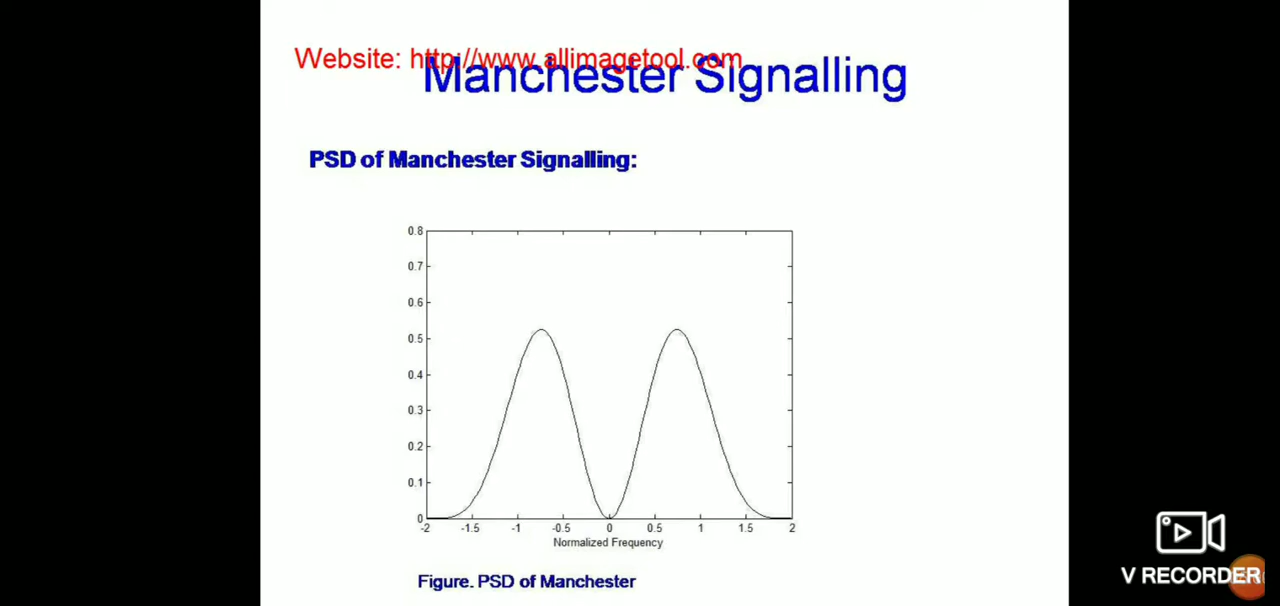 Website: http://www.allimagetool.com
Manchester Signalling
PSD of Manchester Signalling:
0.8
0.7
0.6
0.5
0.4
0.3
0.2
0.1
0
-2 -1.5 -1 -0.5 0 0.5 1 1.5 2
Normalized Frequency
Figure. PSD of Manchester
V RECORDER